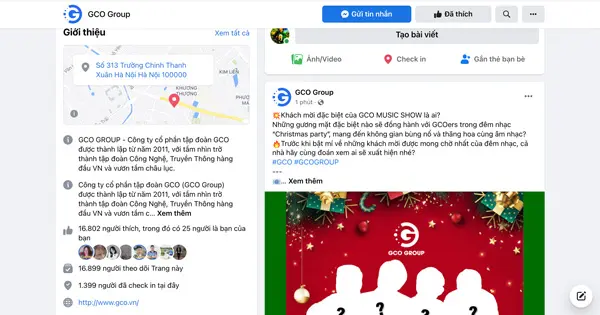 GCO Group
Gửi tin nhắn
Đã thích
Giới thiệu
Xem tất cả
Số 313 Trường Chinh Thanh
Xuân Hà Nội Hà Nội 100000
KIM LIÊN
KHƯƠNG
THƯỢNG
GCO GROUP - Công ty cổ phần tập đoàn GCO
được thành lập từ năm 2011, với tầm nhìn trở
thành tập đoàn Công Nghệ, Truyền Thông hàng
đầu VN và vươn tầm châu lục.
Công ty cổ phần tập đoàn GCO (GCO Group)
được thành lập từ năm 2011, với tầm nhìn trở
thành tập đoàn Công Nghệ, Truyền Thông hàng
đầu VN và vươn tầm c... Xem thêm
16.802 người thích, trong đó có 25 người là bạn của
bạn
16.899 người theo dõi Trang này
1.399 người đã check in tại đây
http://www.gco.vn/
Tạo bài viết
Ảnh/Video
Check in
Gắn thẻ bạn bè
GCO Group
1 phút ·
💥Khách mời đặc biệt của GCO MUSIC SHOW là ai?
Những gương mặt đặc biệt nào sẽ đồng hành với GCOers trong đêm nhạc
“Christmas party”, mang đến không gian bùng nổ và thăng hoa cùng âm nhạc?
🔥Trước khi bật mí về những khách mời được mong chờ nhất của đêm nhạc, cả
nhà hãy cùng đoán xem ai sẽ xuất hiện nhé?
#GCO #GCOGROUP
---
📷... Xem thêm
GCO GROUP
? ? ? ?